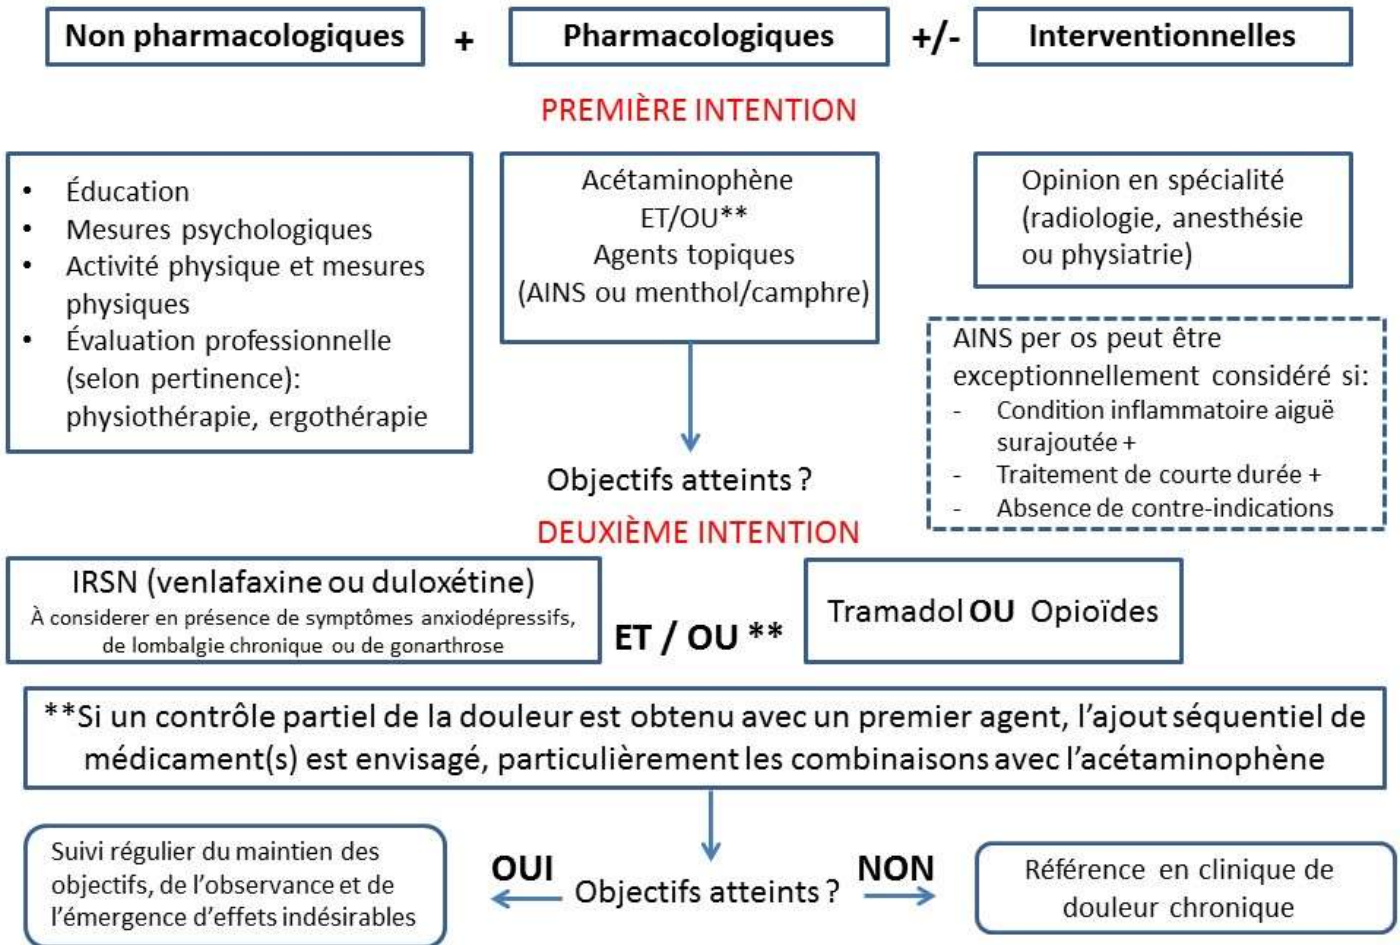 Non pharmacologiques + Pharmacologiques +/- Interventionnelles
PREMIÈRE INTENTION
• Éducation
• Mesures psychologiques
• Activité physique et mesures
physiques
• Évaluation professionnelle
(selon pertinence):
physiothérapie, ergothérapie
Acétaminophène
ET/OU**
Agents topiques
(AINS ou menthol/camphre)
Opinion en spécialité
(radiologie, anesthésie
ou physiatrie)
AINS per os peut être
exceptionnellement considéré si:
- Condition inflammatoire aiguë
surajoutée +
- Traitement de courte durée +
- Absence de contre-indications
Objectifs atteints ?
DEUXIÈME INTENTION
IRSN (venlafaxine ou duloxétine)
À considerer en présence de symptômes anxiodépressifs,
de lombalgie chronique ou de gonarthrose
ET / OU **
Tramadol OU Opioïdes
**Si un contrôle partiel de la douleur est obtenu avec un premier agent, l'ajout séquentiel de
médicament(s) est envisagé, particulièrement les combinaisons avec l'acétaminophène
Suivi régulier du maintien des
objectifs, de l'observance et de
l'émergence d'effets indésirables
OUI
Objectifs atteints ?
NON
Référence en clinique de
douleur chronique